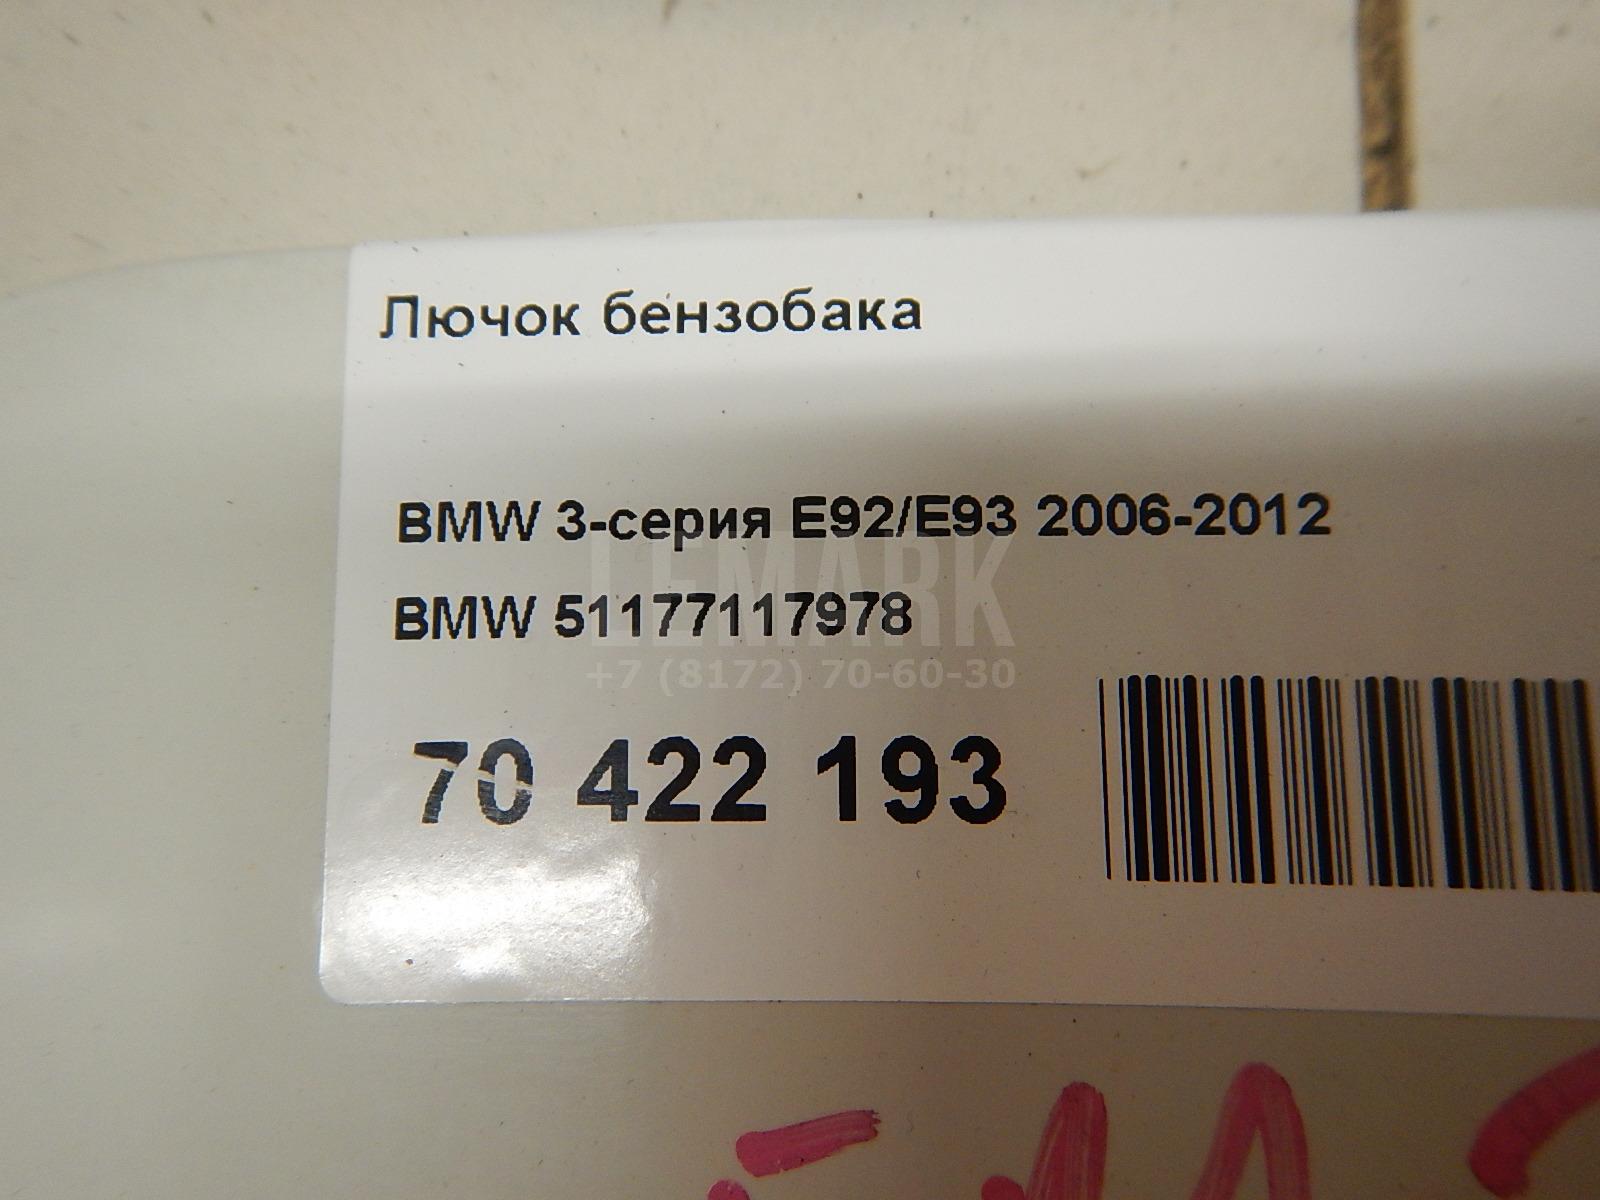 Лючок бензобака
BMW 3-серия E92/E93 2006-2012
BMW 51177117978
LEMARK
+7 (8172) 70-60-30
70 422 193